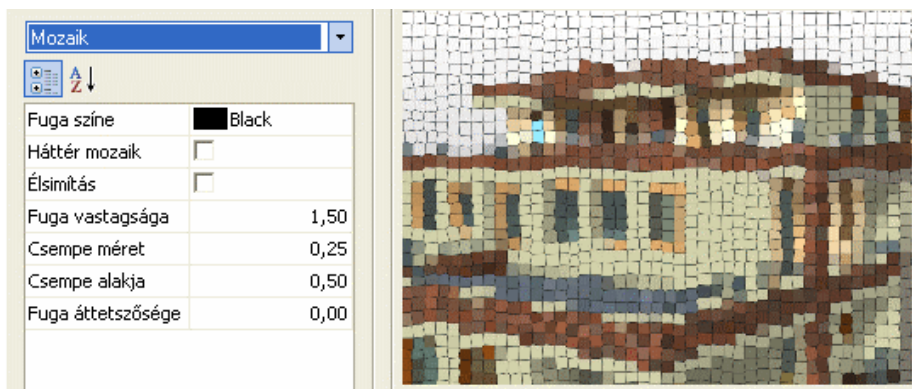 Mozaik
A
Z
Fuga színe Black
Háttér mozaik
Élsimítás
Fuga vastagsága 1,50
Csempe méret 0,25
Csempe alakja 0,50
Fuga áttetszősége 0,00